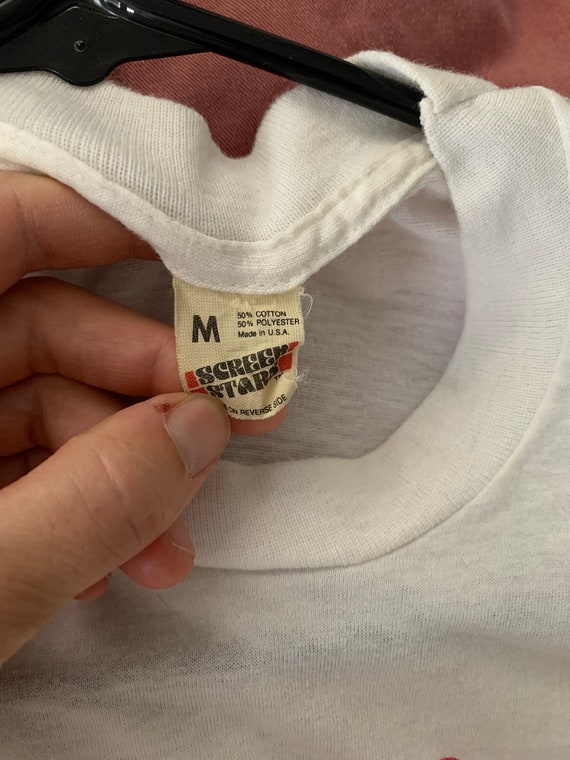 M
50% COTTON
50% POLYESTER
Made in U.S.A.
SCREEN
STARS
ON REVERSE SIDE